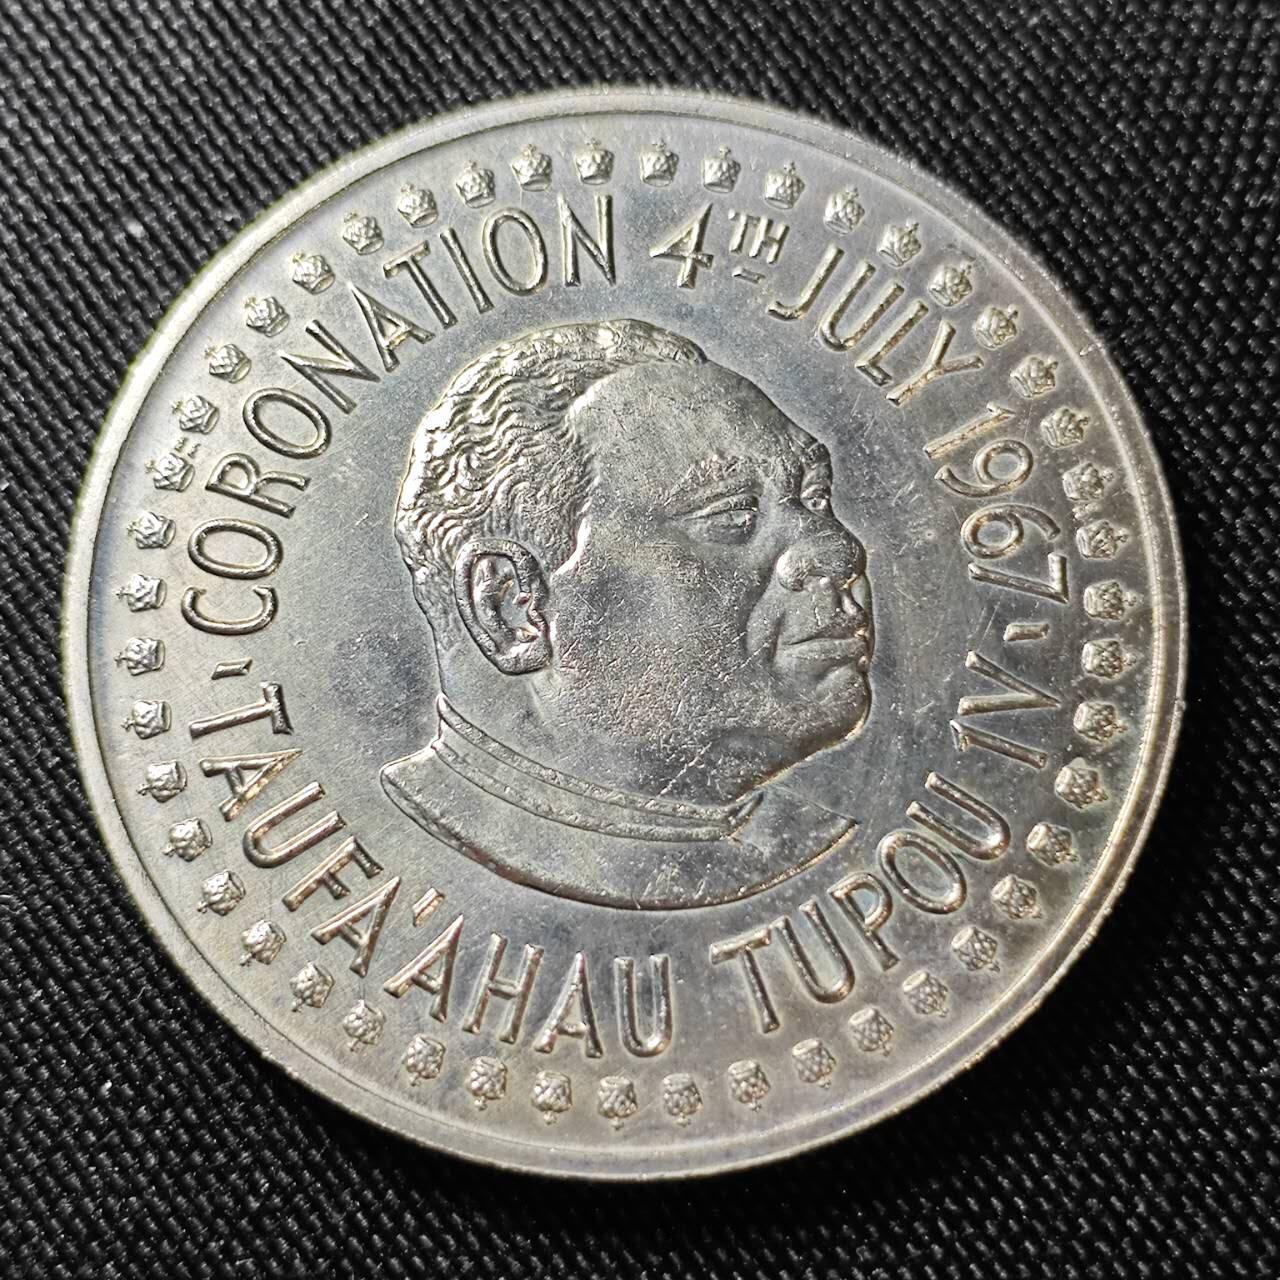 ·CORONATION 4TH JULY 1967·
TAUFA'AHAU TUPOU IV